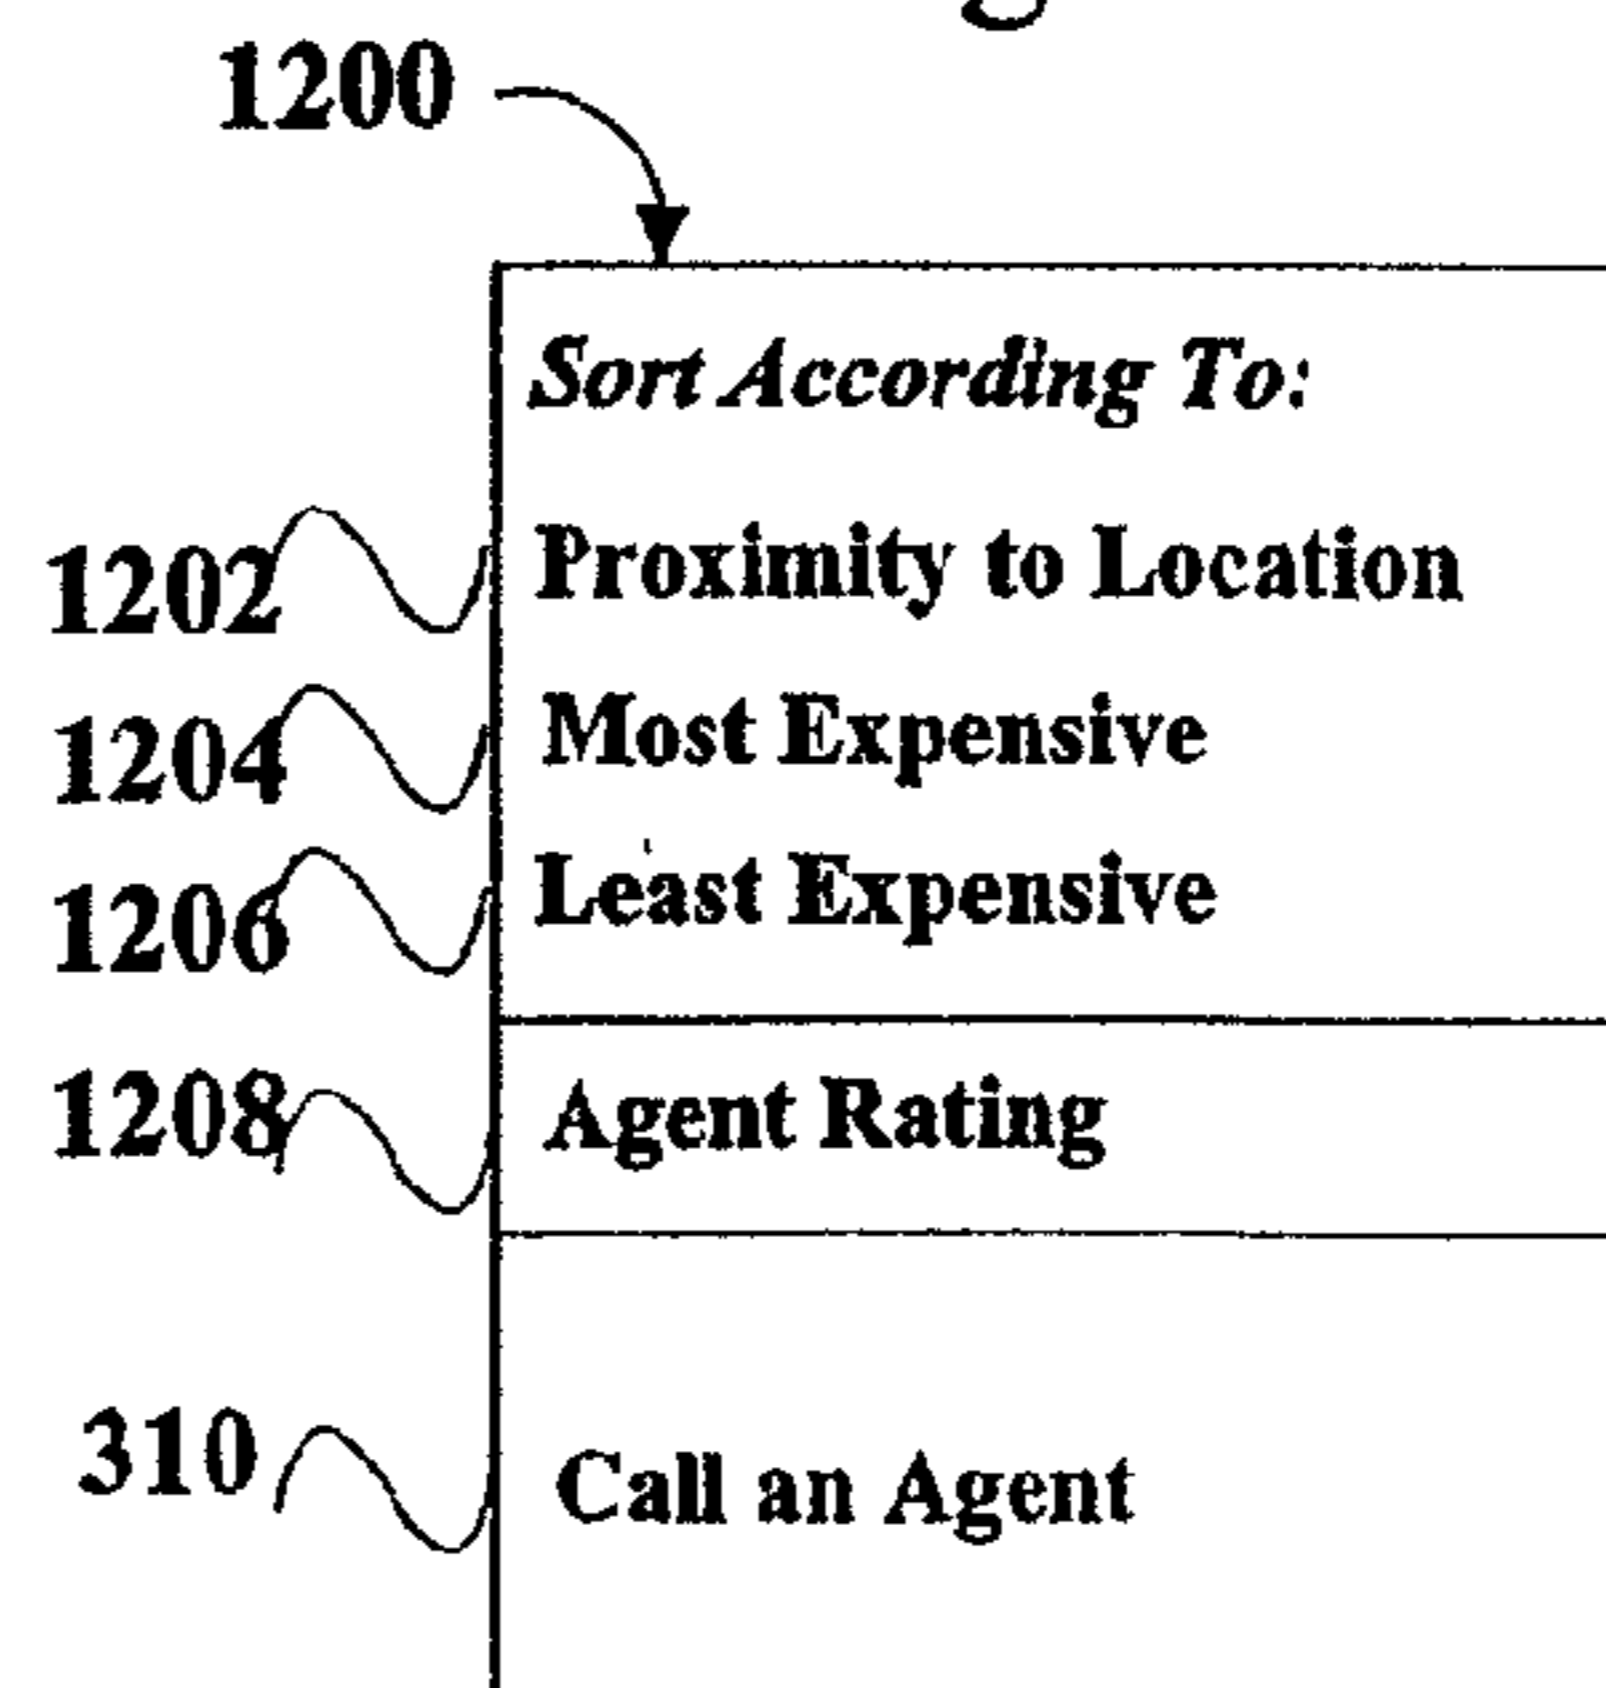 1200
Sort According To:
1202 Proximity to Location
1204 Most Expensive
1206 Least Expensive
1208 Agent Rating
310 Call an Agent